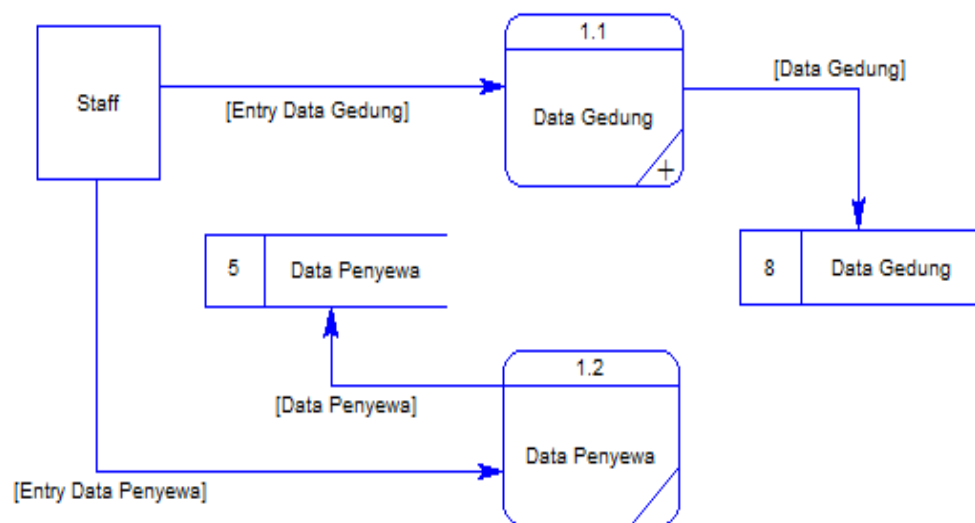 1.1
[Data Gedung]
Staff
[Entry Data Gedung]
Data Gedung
+
5
Data Penyewa
8
Data Gedung
1.2
[Data Penyewa]
Data Penyewa
[Entry Data Penyewa]